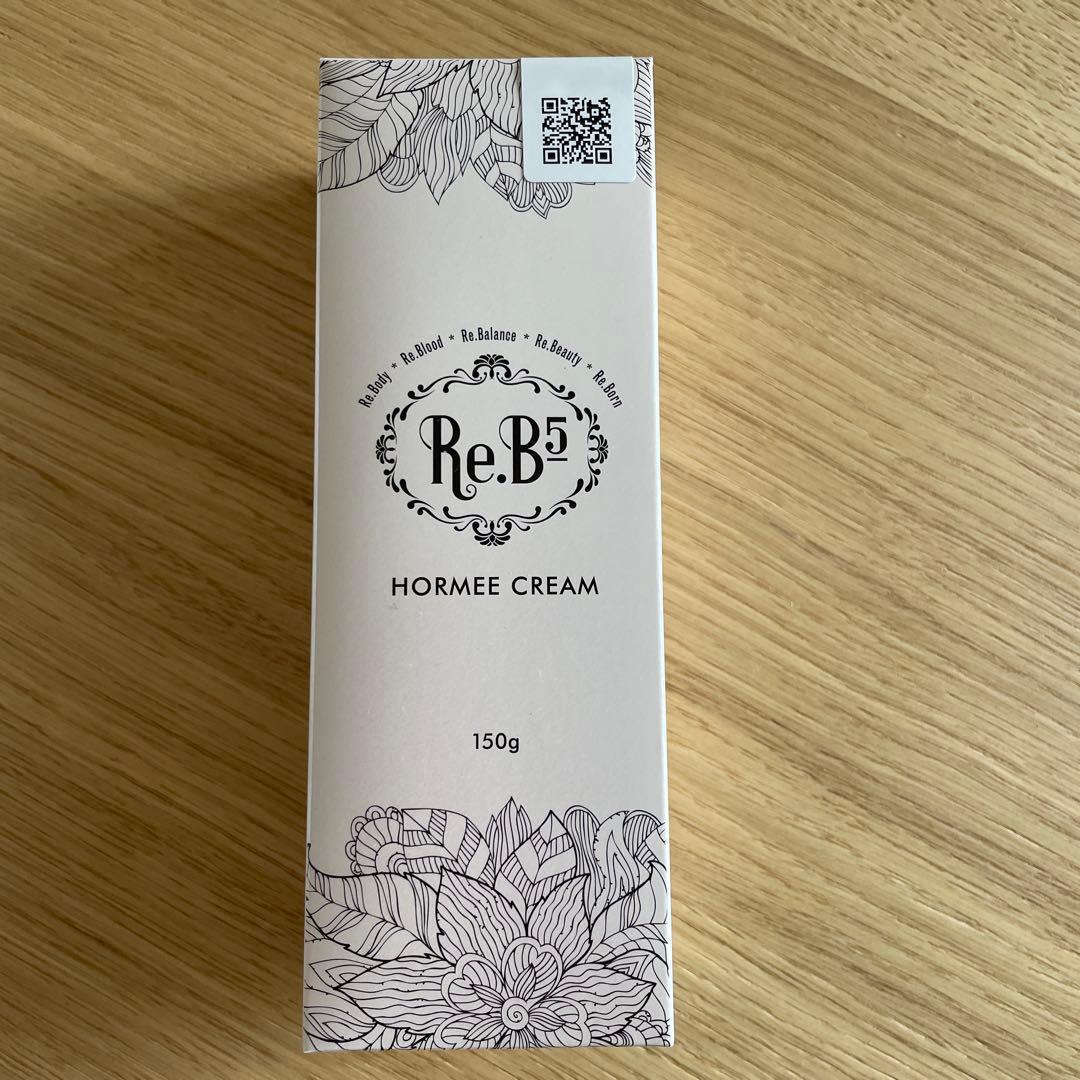 Re.Body * Re.Blood * Re.Balance * Re.Beauty * Re.Born
Re.B5
HORMEE CREAM
150g